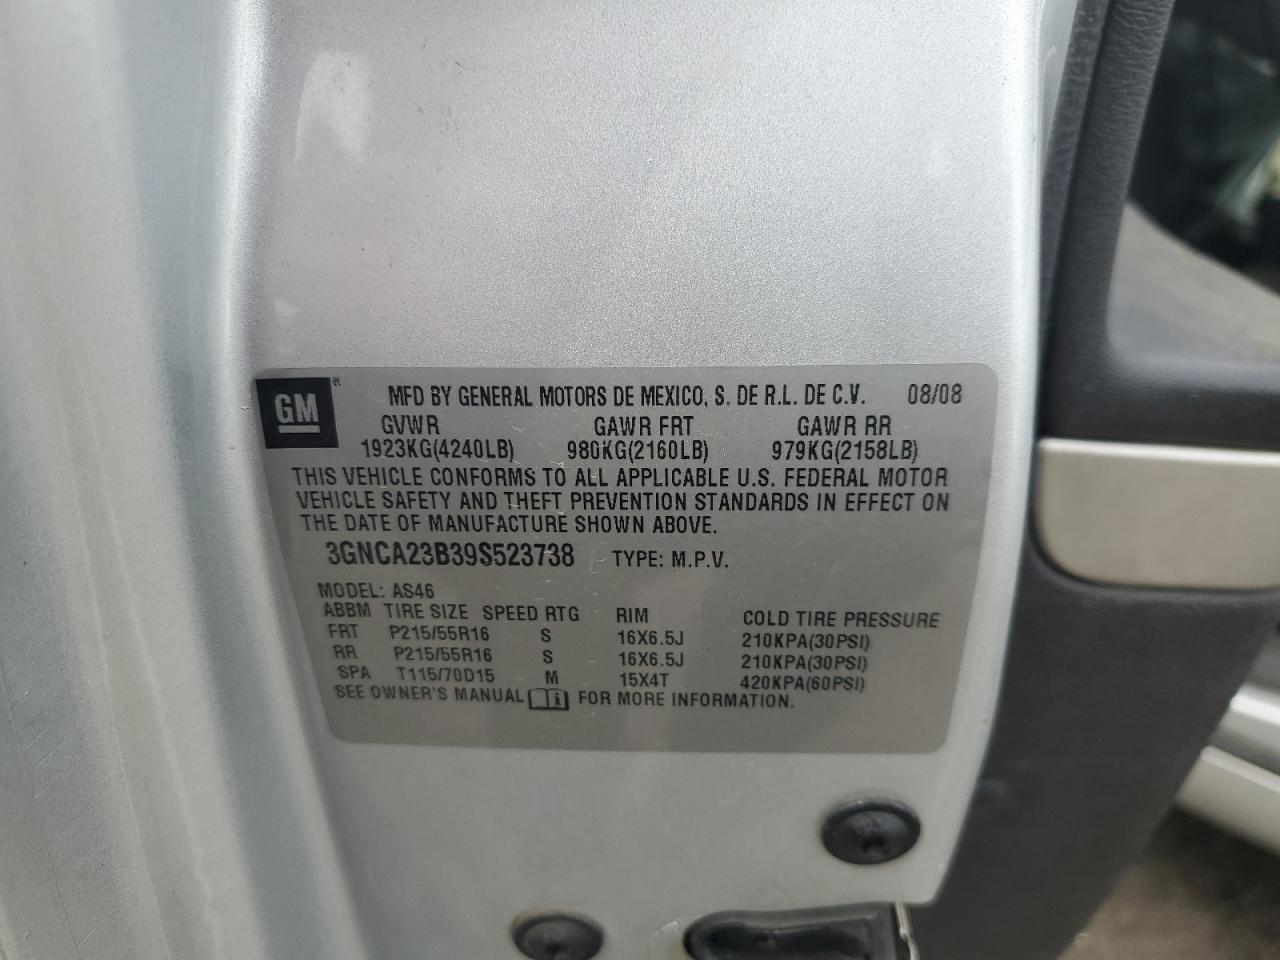 GM ® MFD BY GENERAL MOTORS DE MEXICO, S. DE R.L. DE C.V. 08/08
GVWR GAWR FRT GAWR RR
1923KG(4240LB) 980KG(2160LB) 979KG(2158LB)
THIS VEHICLE CONFORMS TO ALL APPLICABLE U.S. FEDERAL MOTOR
VEHICLE SAFETY AND THEFT PREVENTION STANDARDS IN EFFECT ON
THE DATE OF MANUFACTURE SHOWN ABOVE.
3GNCA23B39S523738 TYPE: M.P.V.
MODEL: AS46
ABBM TIRE SIZE SPEED RTG RIM COLD TIRE PRESSURE
FRT P215/55R16 S 16X6.5J 210KPA(30PSI)
RR P215/55R16 S 16X6.5J 210KPA(30PSI)
SPA T115/70D15 M 15X4T 420KPA(60PSI)
SEE OWNER'S MANUAL i FOR MORE INFORMATION.